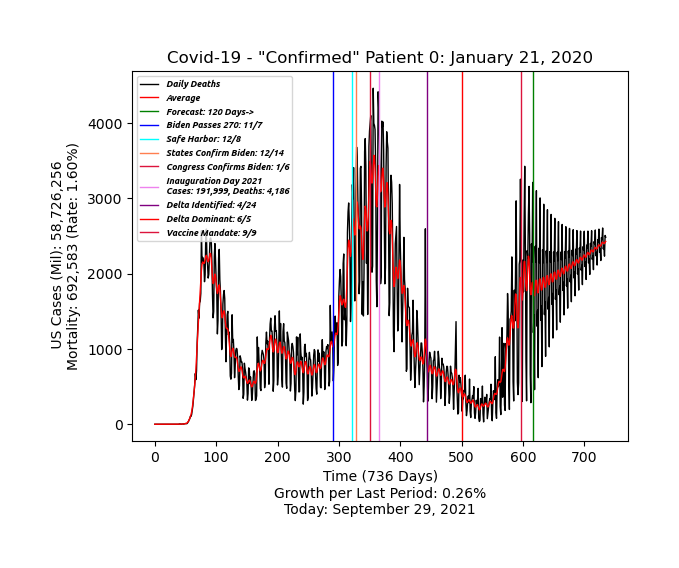 Covid-19 - "Confirmed" Patient 0: January 21, 2020
Daily Deaths
Average
Forecast: 120 Days->
Biden Passes 270: 11/7
Safe Harbor: 12/8
States Confirm Biden: 12/14
Congress Confirms Biden: 1/6
Inauguration Day 2021
Cases: 191,999, Deaths: 4,186
Delta Identified: 4/24
Delta Dominant: 6/5
Vaccine Mandate: 9/9
US Cases (Mil): 58,726,256
Mortality: 692,583 (Rate: 1.60%)
4000
3000
2000
1000
0
0 100 200 300 400 500 600 700
Time (736 Days)
Growth per Last Period: 0.26%
Today: September 29, 2021